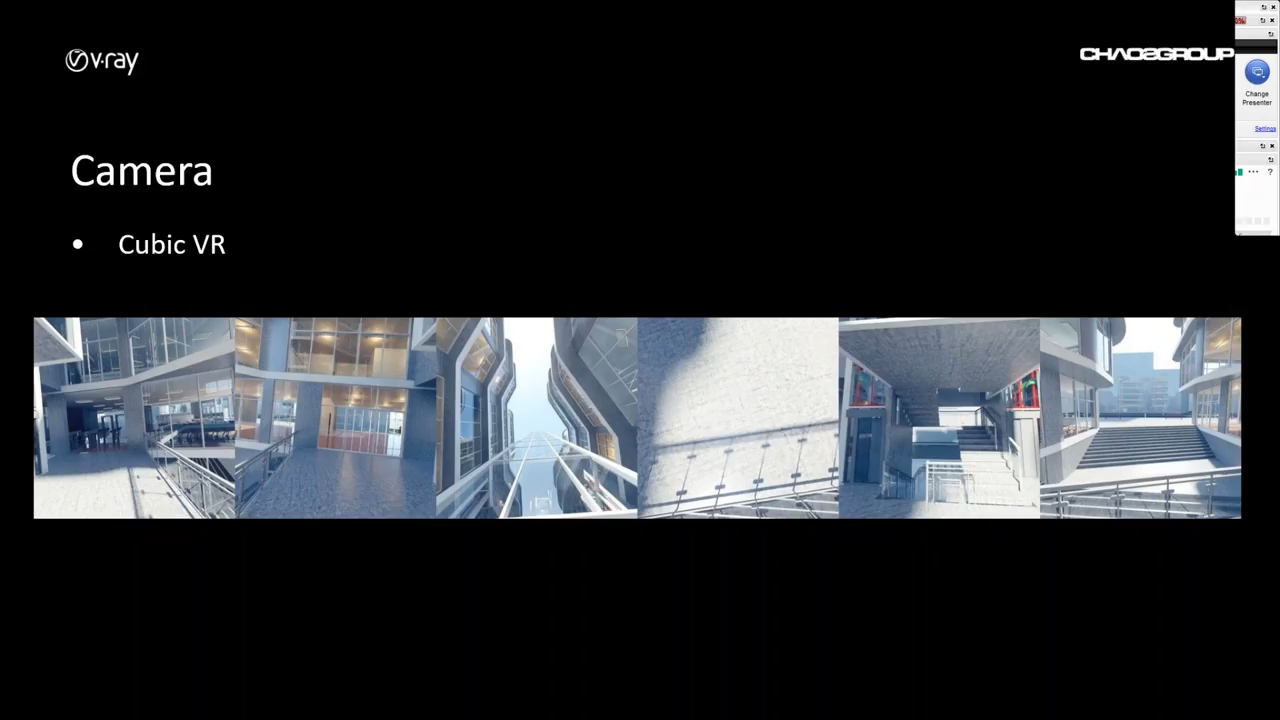 v·ray
CHAOSGROUP
Camera
• Cubic VR
Change
Presenter
Settings
?